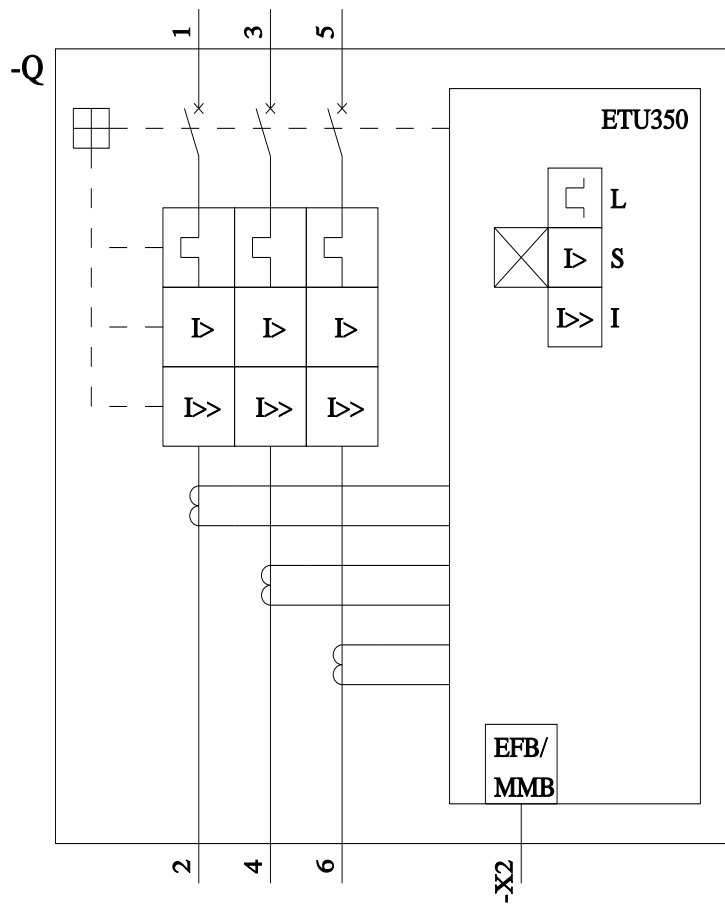 1 3 5
-Q
ETU350
L
I> S
I>> I
I> I> I>
I>> I>> I>>
EFB/
MMB
2 4 6 -X2